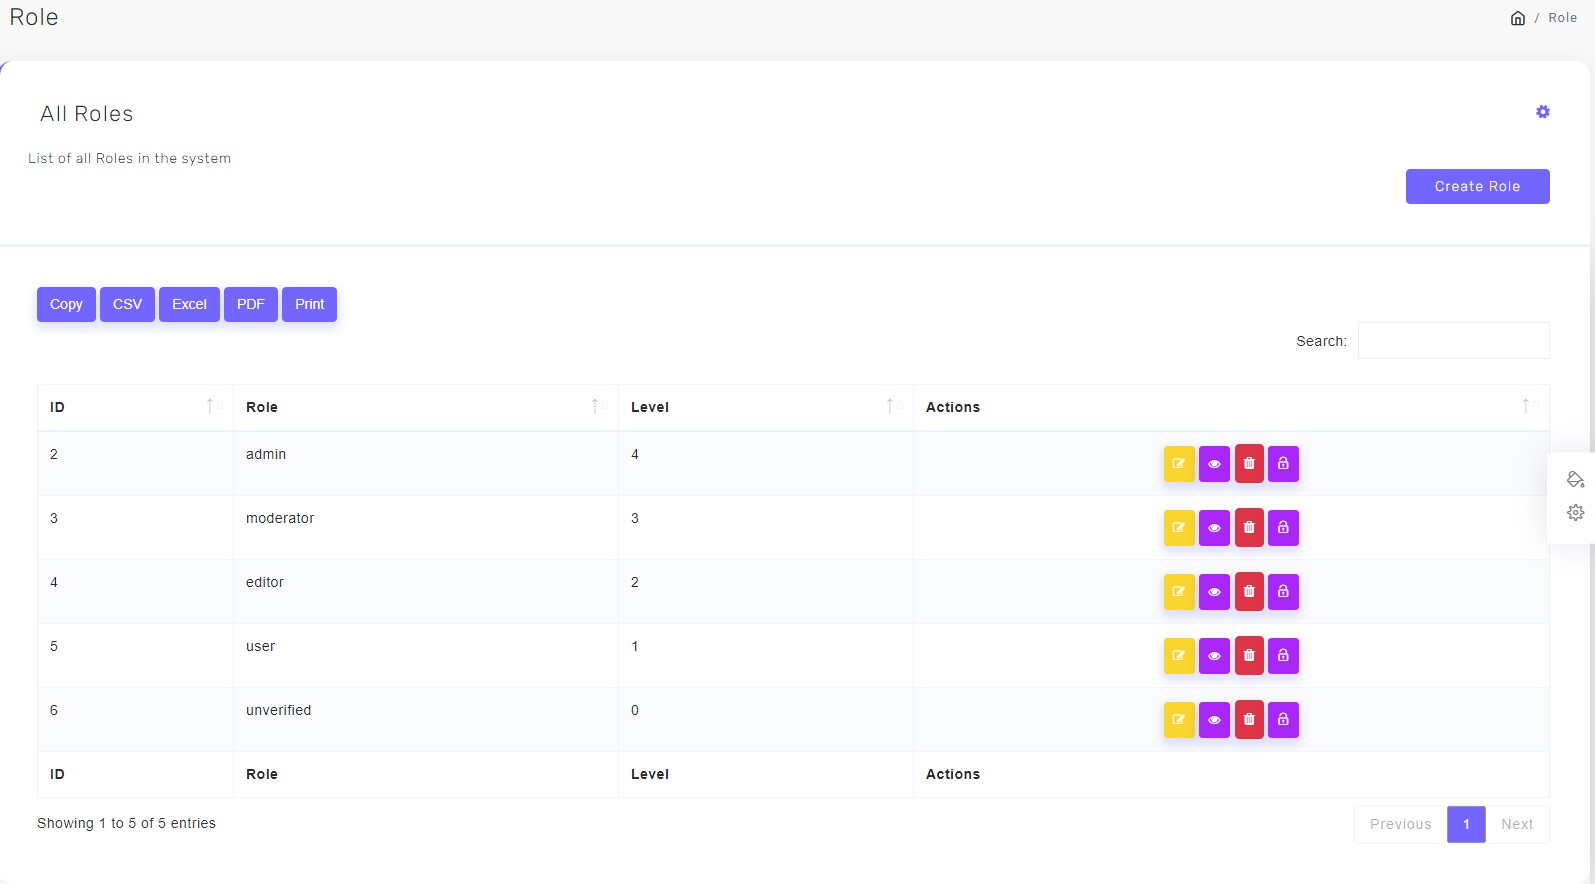 Role
/ Role
All Roles
List of all Roles in the system
Create Role
Copy CSV Excel PDF Print
Search:
ID Role Level Actions
2 admin 4
3 moderator 3
4 editor 2
5 user 1
6 unverified 0
ID Role Level Actions
Showing 1 to 5 of 5 entries
Previous 1 Next